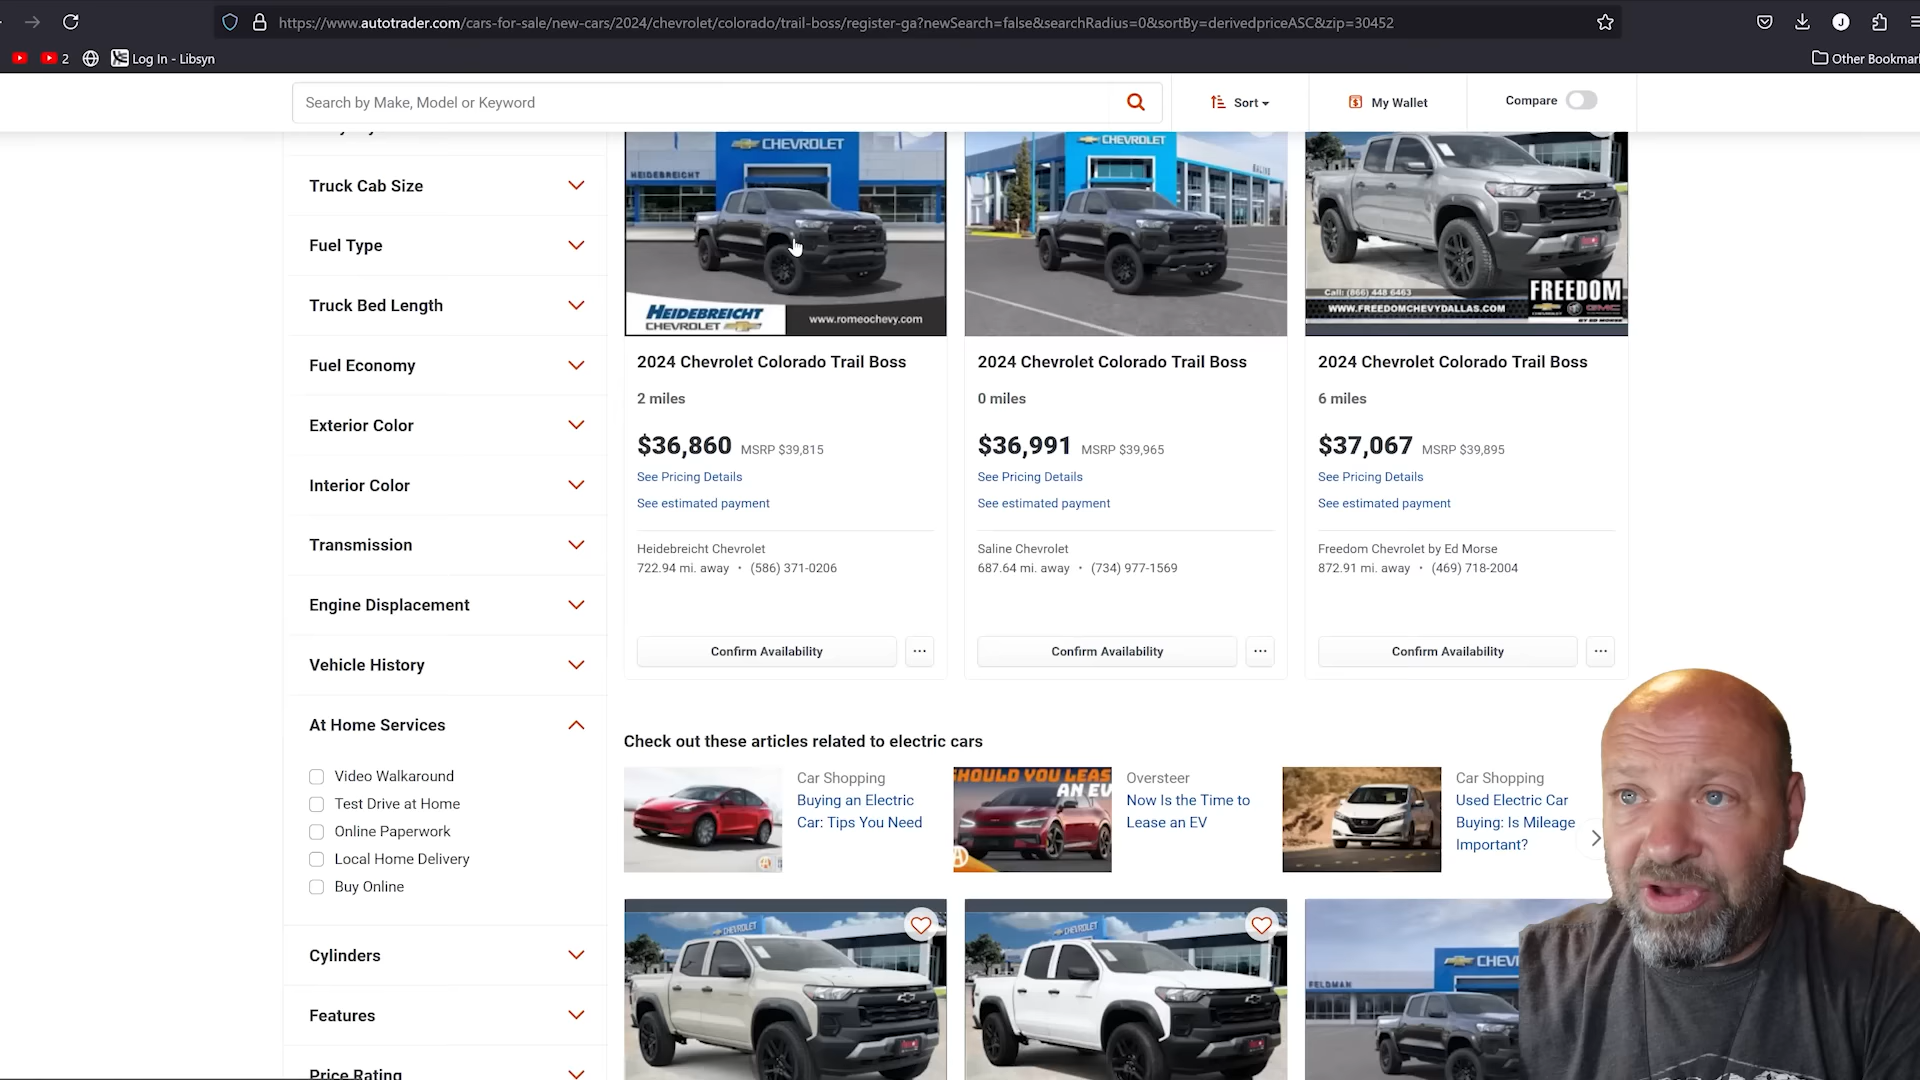 https://www.autotrader.com/cars-for-sale/new-cars/2024/chevrolet/colorado/trail-boss/register-ga?newSearch=false&searchRadius=0&sortBy=derivedpriceASC&zip=30452
2
Log In - Libsyn
Other Bookmar
Search by Make, Model or Keyword
Sort
My Wallet
Compare
Truck Cab Size
Fuel Type
Truck Bed Length
Fuel Economy
Exterior Color
Interior Color
Transmission
Engine Displacement
Vehicle History
At Home Services
Video Walkaround
Test Drive at Home
Online Paperwork
Local Home Delivery
Buy Online
Cylinders
Features
Price Rating
CHEVROLET
HEIDEBREICHT
HEIDEBREICHT
CHEVROLET
www.romeochevy.com
2024 Chevrolet Colorado Trail Boss
2 miles
$36,860 MSRP $39,815
See Pricing Details
See estimated payment
Heidebreicht Chevrolet
722.94 mi. away • (586) 371-0206
Confirm Availability
CHEVROLET
SALINE
2024 Chevrolet Colorado Trail Boss
0 miles
$36,991 MSRP $39,965
See Pricing Details
See estimated payment
Saline Chevrolet
687.64 mi. away • (734) 977-1569
Confirm Availability
Call: (866) 448 6463
WWW.FREEDOMCHEVYDALLAS.COM
FREEDOM
GMC
BY ED MORSE
2024 Chevrolet Colorado Trail Boss
6 miles
$37,067 MSRP $39,895
See Pricing Details
See estimated payment
Freedom Chevrolet by Ed Morse
872.91 mi. away • (469) 718-2004
Confirm Availability
Check out these articles related to electric cars
Car Shopping
Buying an Electric
Car: Tips You Need
SHOULD YOU LEAS
AN EV
Oversteer
Now Is the Time to
Lease an EV
Car Shopping
Used Electric Car
Buying: Is Mileage
Important?
CHEVROLET
CHEVROLET
CHEV
FELDMAN